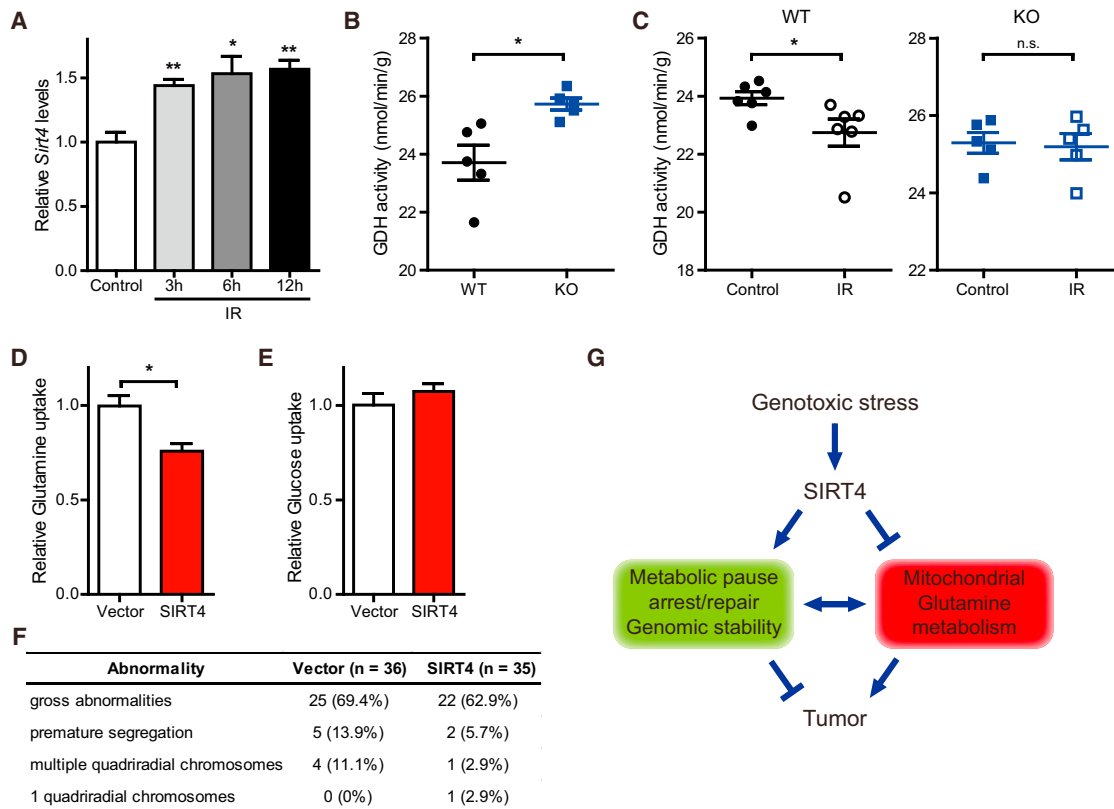 A
Relative Sirt4 levels
1.5
1.0
0.5
0.0
**
*
**
Control
3h
6h
12h
IR
B
GDH activity (nmol/min/g)
28
26
24
22
20
*
WT
KO
C
WT
GDH activity (nmol/min/g)
26
24
22
20
18
*
Control
IR
KO
28
26
24
22
n.s.
Control
IR
D
Relative Glutamine uptake
1.0
0.5
0
*
Vector
SIRT4
E
Relative Glucose uptake
1.0
0.5
0
Vector
SIRT4
F
Abnormality Vector (n = 36) SIRT4 (n = 35)
gross abnormalities 25 (69.4%) 22 (62.9%)
premature segregation 5 (13.9%) 2 (5.7%)
multiple quadriradial chromosomes 4 (11.1%) 1 (2.9%)
1 quadriradial chromosomes 0 (0%) 1 (2.9%)
G
Genotoxic stress
SIRT4
Metabolic pause
arrest/repair
Genomic stability
Mitochondrial
Glutamine
metabolism
Tumor